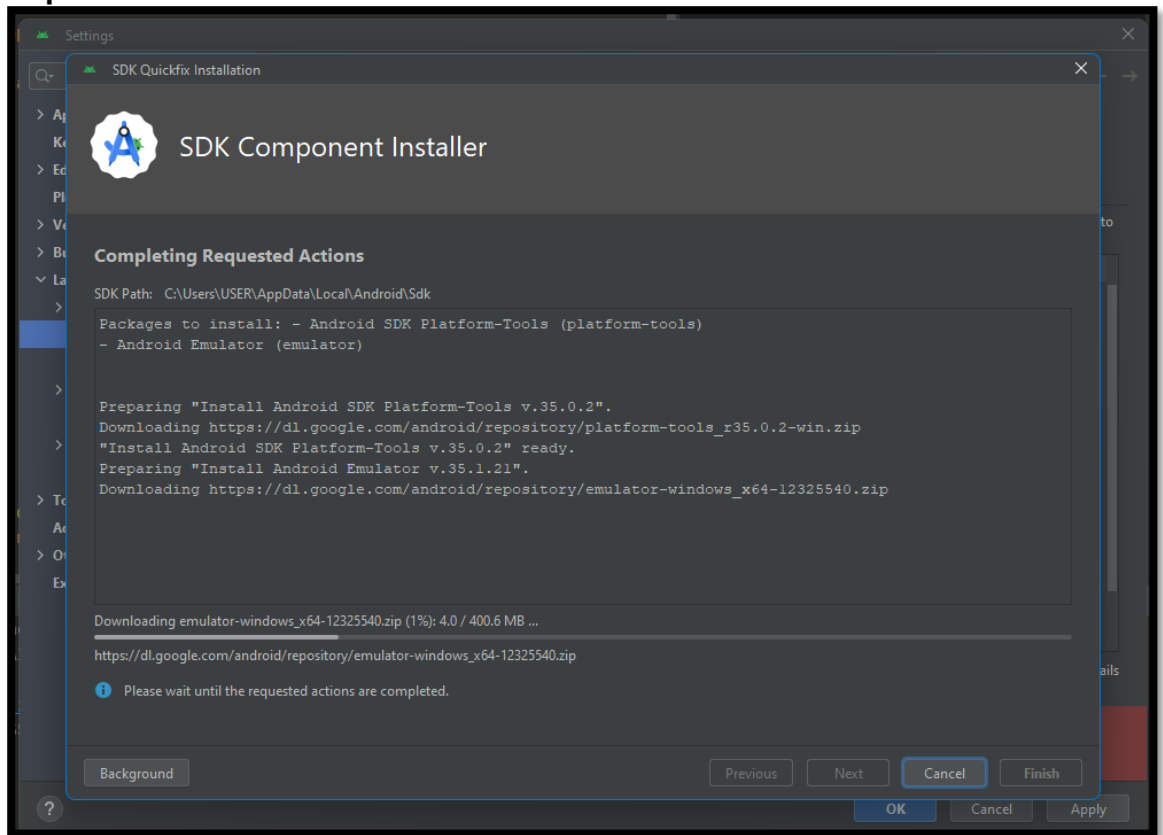 Settings
SDK Quickfix Installation
SDK Component Installer
to
Completing Requested Actions
SDK Path: C:\Users\USER\AppData\Local\Android\Sdk
Packages to install: - Android SDK Platform-Tools (platform-tools)
- Android Emulator (emulator)
Preparing "Install Android SDK Platform-Tools v.35.0.2".
Downloading https://dl.google.com/android/repository/platform-tools_r35.0.2-win.zip
"Install Android SDK Platform-Tools v.35.0.2" ready.
Preparing "Install Android Emulator v.35.1.21".
Downloading https://dl.google.com/android/repository/emulator-windows_x64-12325540.zip
Downloading emulator-windows_x64-12325540.zip (1%): 4.0 / 400.6 MB ...
https://dl.google.com/android/repository/emulator-windows_x64-12325540.zip
Please wait until the requested actions are completed.
Background Previous Next Cancel Finish
? OK Cancel Apply